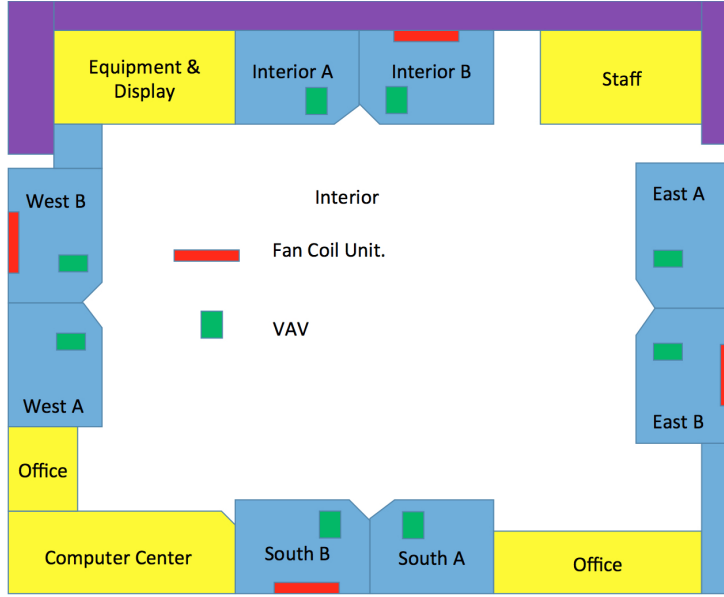 Equipment &
Display
Interior A
Interior B
Staff
West B
Interior
East A
Fan Coil Unit.
VAV
West A
East B
Office
Computer Center
South B
South A
Office